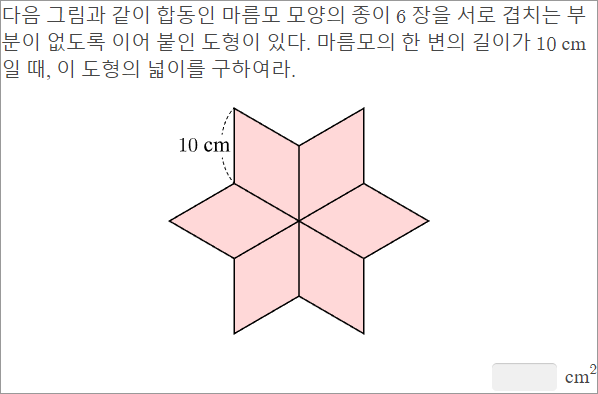 다음 그림과 같이 합동인 마름모 모양의 종이 6 장을 서로 겹치는 부
분이 없도록 이어 붙인 도형이 있다. 마름모의 한 변의 길이가 10 cm
일 때, 이 도형의 넓이를 구하여라.
10 cm
cm²